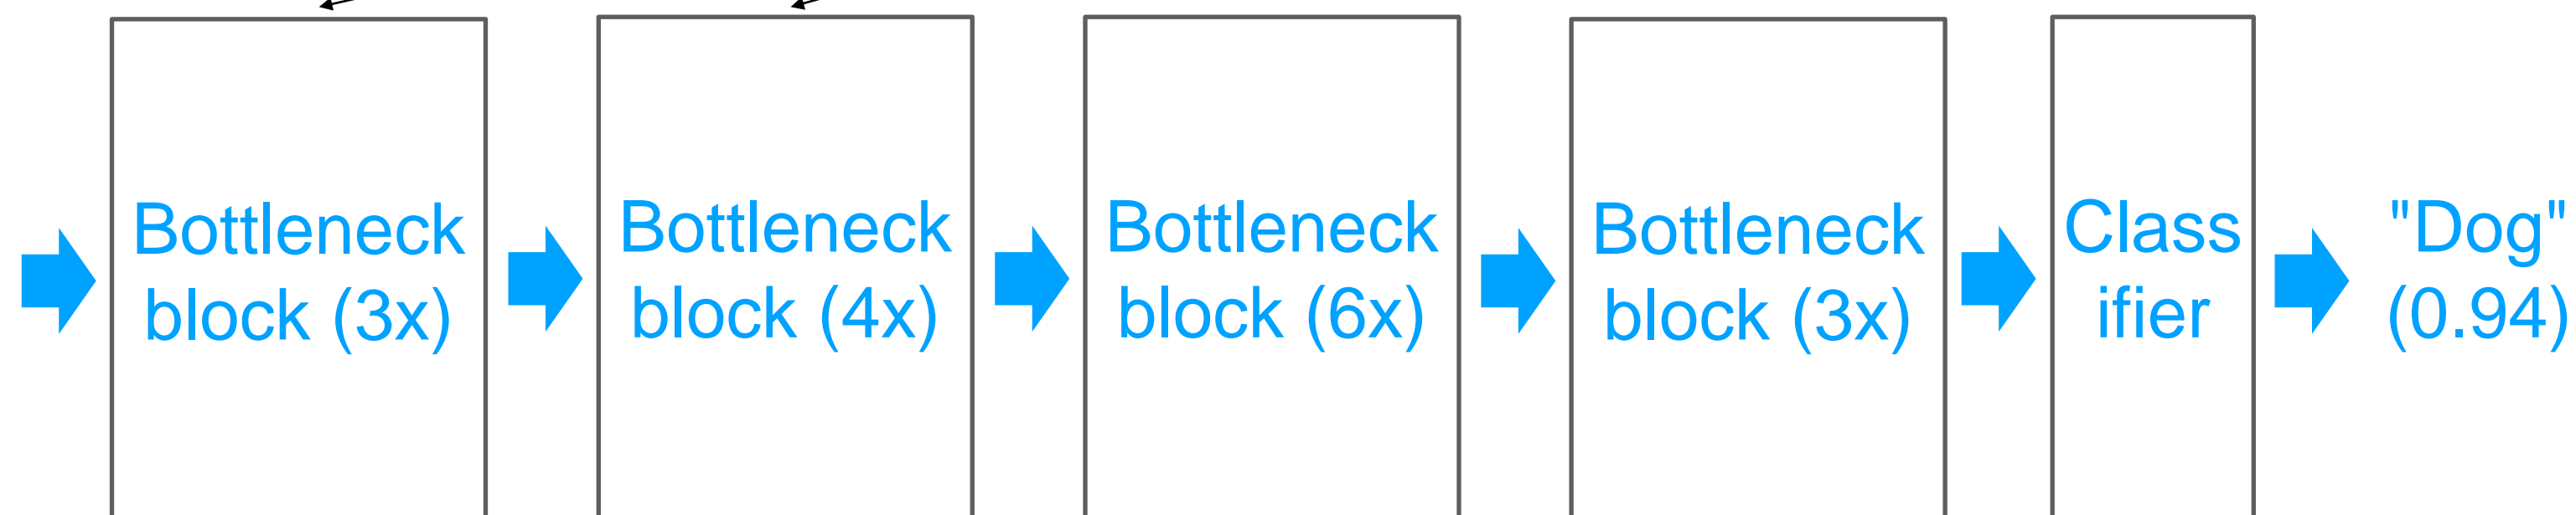 Bottleneck
block (3x)
Bottleneck
block (4x)
Bottleneck
block (6x)
Bottleneck
block (3x)
Class
ifier
"Dog"
(0.94)